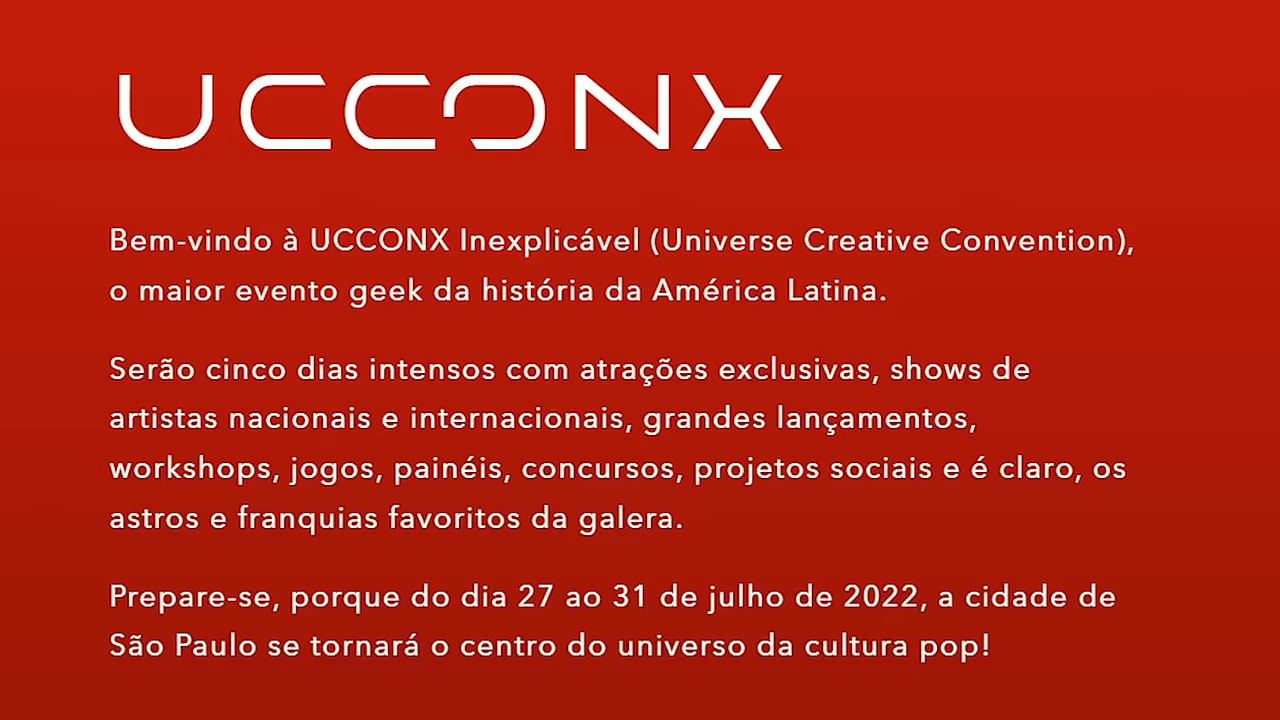 UCCONX
Bem-vindo à UCCONX Inexplicável (Universe Creative Convention),
o maior evento geek da história da América Latina.
Serão cinco dias intensos com atrações exclusivas, shows de
artistas nacionais e internacionais, grandes lançamentos,
workshops, jogos, painéis, concursos, projetos sociais e é claro, os
astros e franquias favoritos da galera.
Prepare-se, porque do dia 27 ao 31 de julho de 2022, a cidade de
São Paulo se tornará o centro do universo da cultura pop!